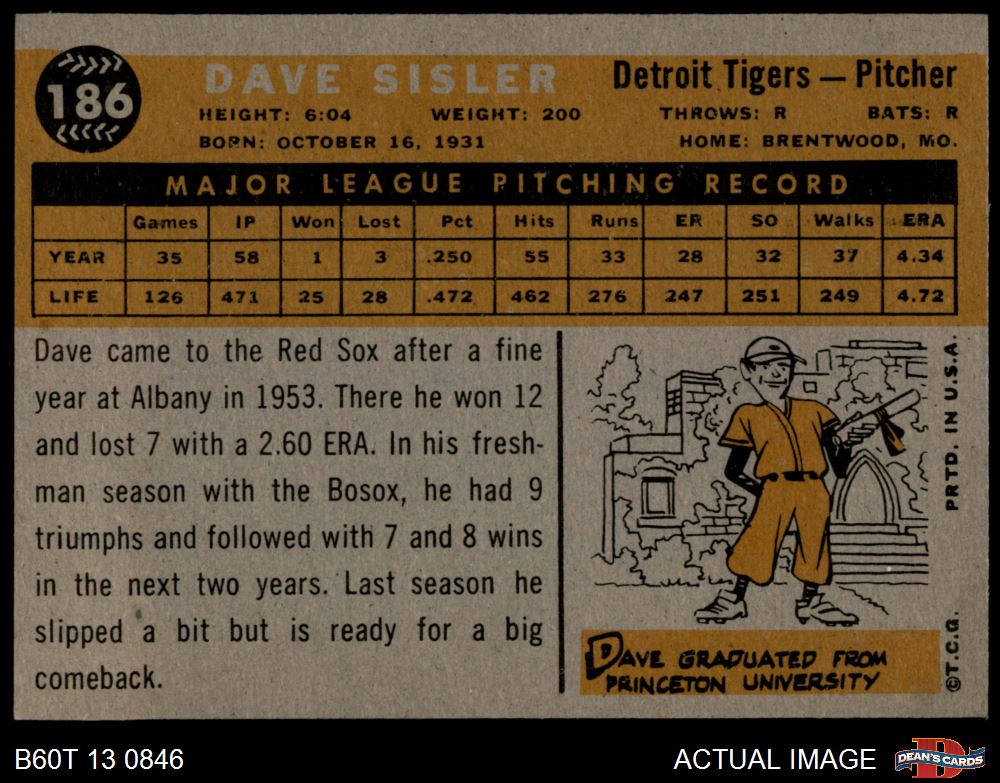 186
DAVE SISLER
Detroit Tigers — Pitcher
HEIGHT: 6:04 WEIGHT: 200 THROWS: R BATS: R
BORN: OCTOBER 16, 1931 HOME: BRENTWOOD, MO.
MAJOR LEAGUE PITCHING RECORD
Games IP Won Lost Pct Hits Runs ER SO Walks ERA
YEAR 35 58 1 3 .250 55 33 28 32 37 4.34
LIFE 126 471 25 28 .472 462 276 247 251 249 4.72
Dave came to the Red Sox after a fine
year at Albany in 1953. There he won 12
and lost 7 with a 2.60 ERA. In his fresh-
man season with the Bosox, he had 9
triumphs and followed with 7 and 8 wins
in the next two years. Last season he
slipped a bit but is ready for a big
comeback.
DAVE GRADUATED FROM
PRINCETON UNIVERSITY
©T.C.G. PRTD. IN U.S.A.
B60T 13 0846
ACTUAL IMAGE
D
DEAN'S CARDS